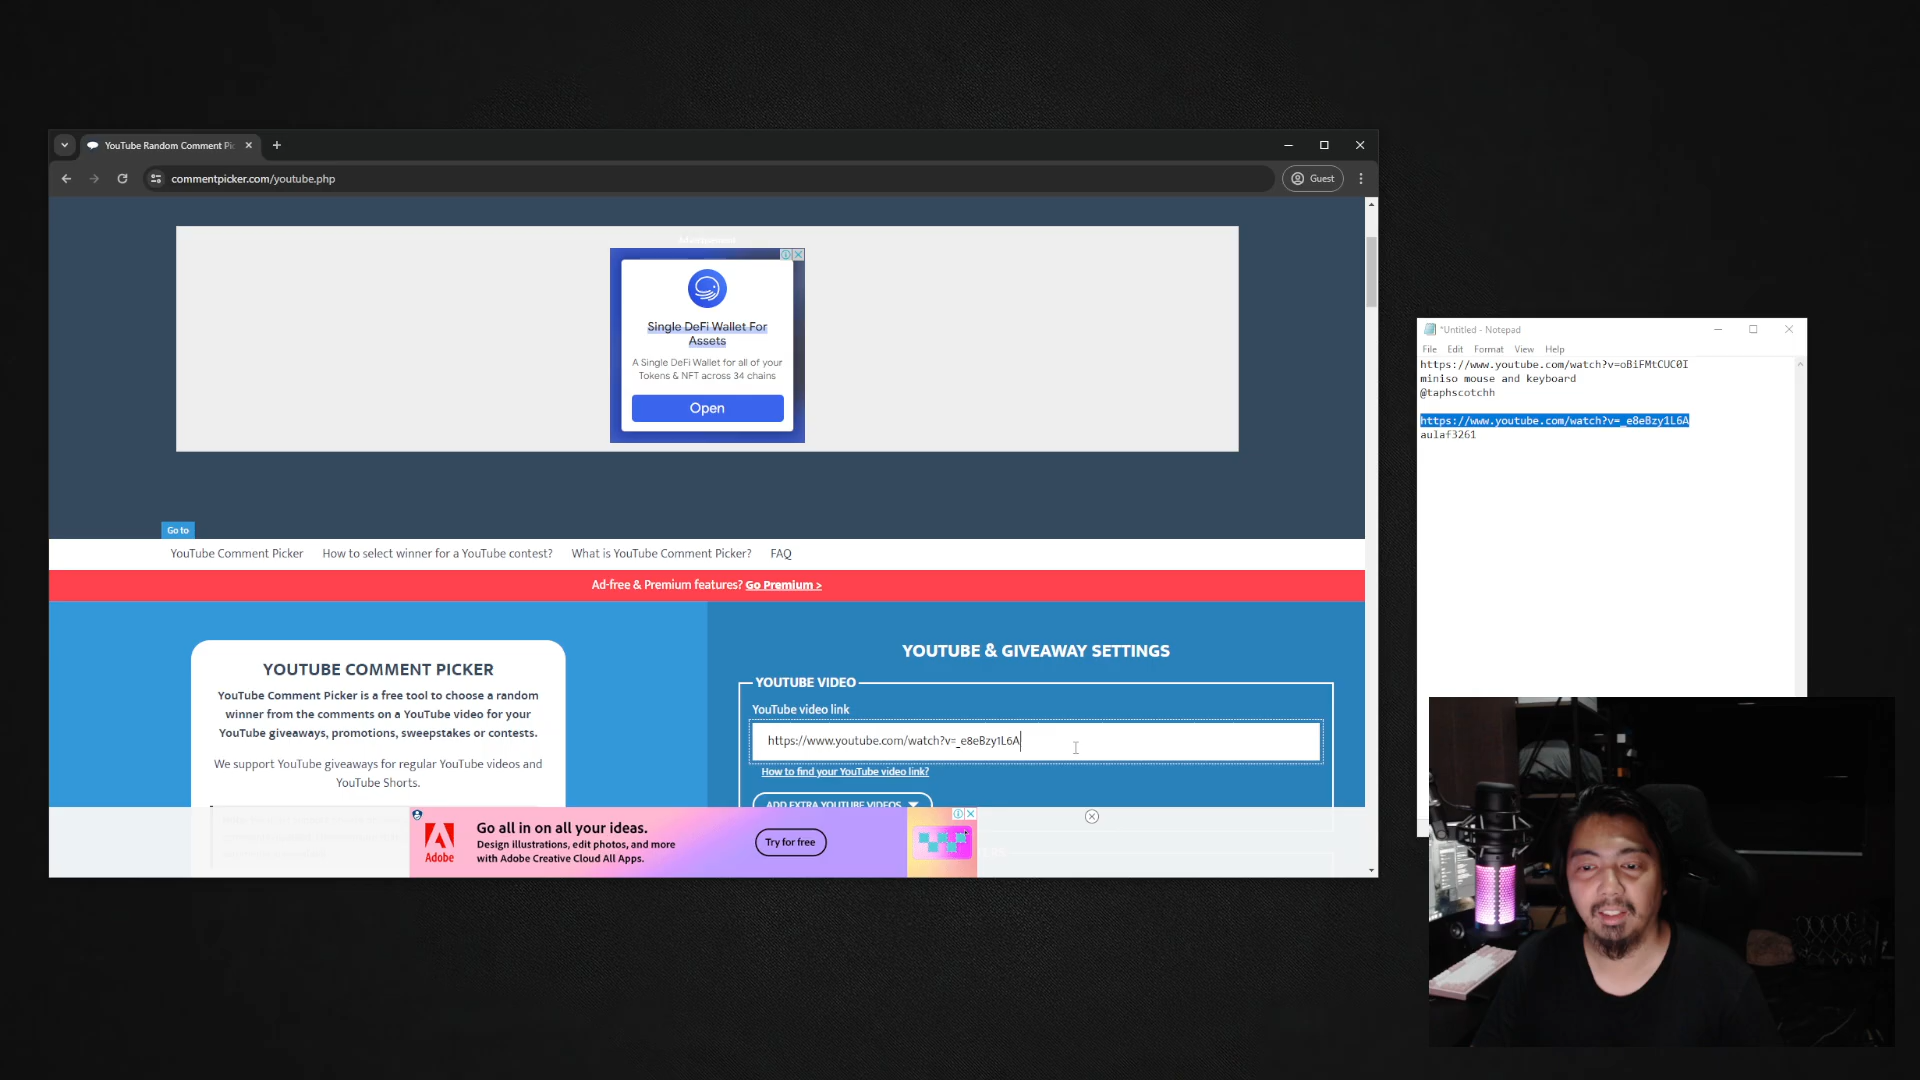 YouTube Random Comment Pic
commentpicker.com/youtube.php
Guest
Single DeFi Wallet For
Assets
A Single DeFi Wallet for all of your
Tokens & NFT across 34 chains
Open
Go to
YouTube Comment Picker
How to select winner for a YouTube contest?
What is YouTube Comment Picker?
FAQ
Ad-free & Premium features? Go Premium >
YOUTUBE COMMENT PICKER
YouTube Comment Picker is a free tool to choose a random
winner from the comments on a YouTube video for your
YouTube giveaways, promotions, sweepstakes or contests.
We support YouTube giveaways for regular YouTube videos and
YouTube Shorts.
YOUTUBE & GIVEAWAY SETTINGS
YOUTUBE VIDEO
YouTube video link
https://www.youtube.com/watch?v=_e8eBzy1L6A
How to find your YouTube video link?
ADD EXTRA YOUTUBE VIDEOS
Adobe
Go all in on all your ideas.
Design illustrations, edit photos, and more
with Adobe Creative Cloud All Apps.
Try for free
*Untitled - Notepad
File Edit Format View Help
https://www.youtube.com/watch?v=oBiFMtCUC0I
miniso mouse and keyboard
@taphscotchh
https://www.youtube.com/watch?v=_e8eBzy1L6A
aulaf3261